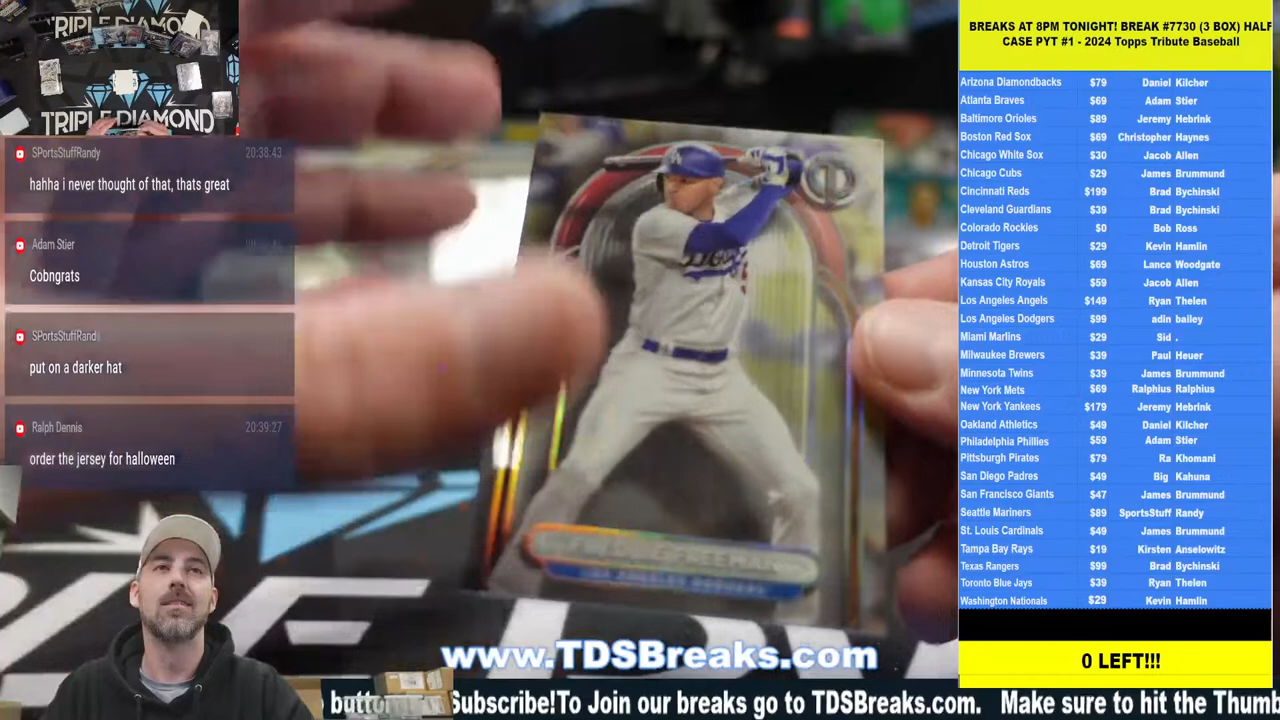 TRIPLE DIAMOND
TRIPLE DIAMOND
SPortsStuffRandy 20:38:43
hahha i never thought of that, thats great
Adam Stier
Cobngrats
SPortsStuffRand
put on a darker hat
Ralph Dennis 20:39:27
order the jersey for halloween
FREEMAN
LOS ANGELES DODGERS
www.TDSBreaks.com
button Subscribe!To Join our breaks go to TDSBreaks.com. Make sure to hit the Thumb
BREAKS AT 8PM TONIGHT! BREAK #7730 (3 BOX) HALF
CASE PYT #1 - 2024 Topps Tribute Baseball
Arizona Diamondbacks $79 Daniel Kilcher
Atlanta Braves $69 Adam Stier
Baltimore Orioles $89 Jeremy Hebrink
Boston Red Sox $69 Christopher Haynes
Chicago White Sox $30 Jacob Allen
Chicago Cubs $29 James Brummund
Cincinnati Reds $199 Brad Bychinski
Cleveland Guardians $39 Brad Bychinski
Colorado Rockies $0 Bob Ross
Detroit Tigers $29 Kevin Hamlin
Houston Astros $69 Lance Woodgate
Kansas City Royals $59 Jacob Allen
Los Angeles Angels $149 Ryan Thelen
Los Angeles Dodgers $99 adin bailey
Miami Marlins $29 Sid .
Milwaukee Brewers $39 Paul Heuer
Minnesota Twins $39 James Brummund
New York Mets $69 Ralphius Ralphius
New York Yankees $179 Jeremy Hebrink
Oakland Athletics $49 Daniel Kilcher
Philadelphia Phillies $59 Adam Stier
Pittsburgh Pirates $79 Ra Khomani
San Diego Padres $49 Big Kahuna
San Francisco Giants $47 James Brummund
Seattle Mariners $89 SportsStuff Randy
St. Louis Cardinals $49 James Brummund
Tampa Bay Rays $19 Kirsten Anselowitz
Texas Rangers $99 Brad Bychinski
Toronto Blue Jays $39 Ryan Thelen
Washington Nationals $29 Kevin Hamlin
0 LEFT!!!